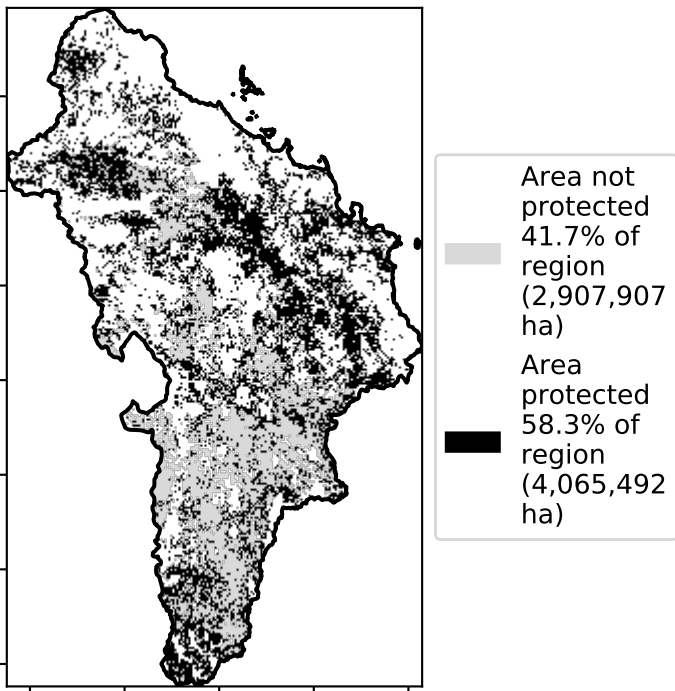 Area not
protected
41.7% of
region
(2,907,907
ha)
Area
protected
58.3% of
region
(4,065,492
ha)